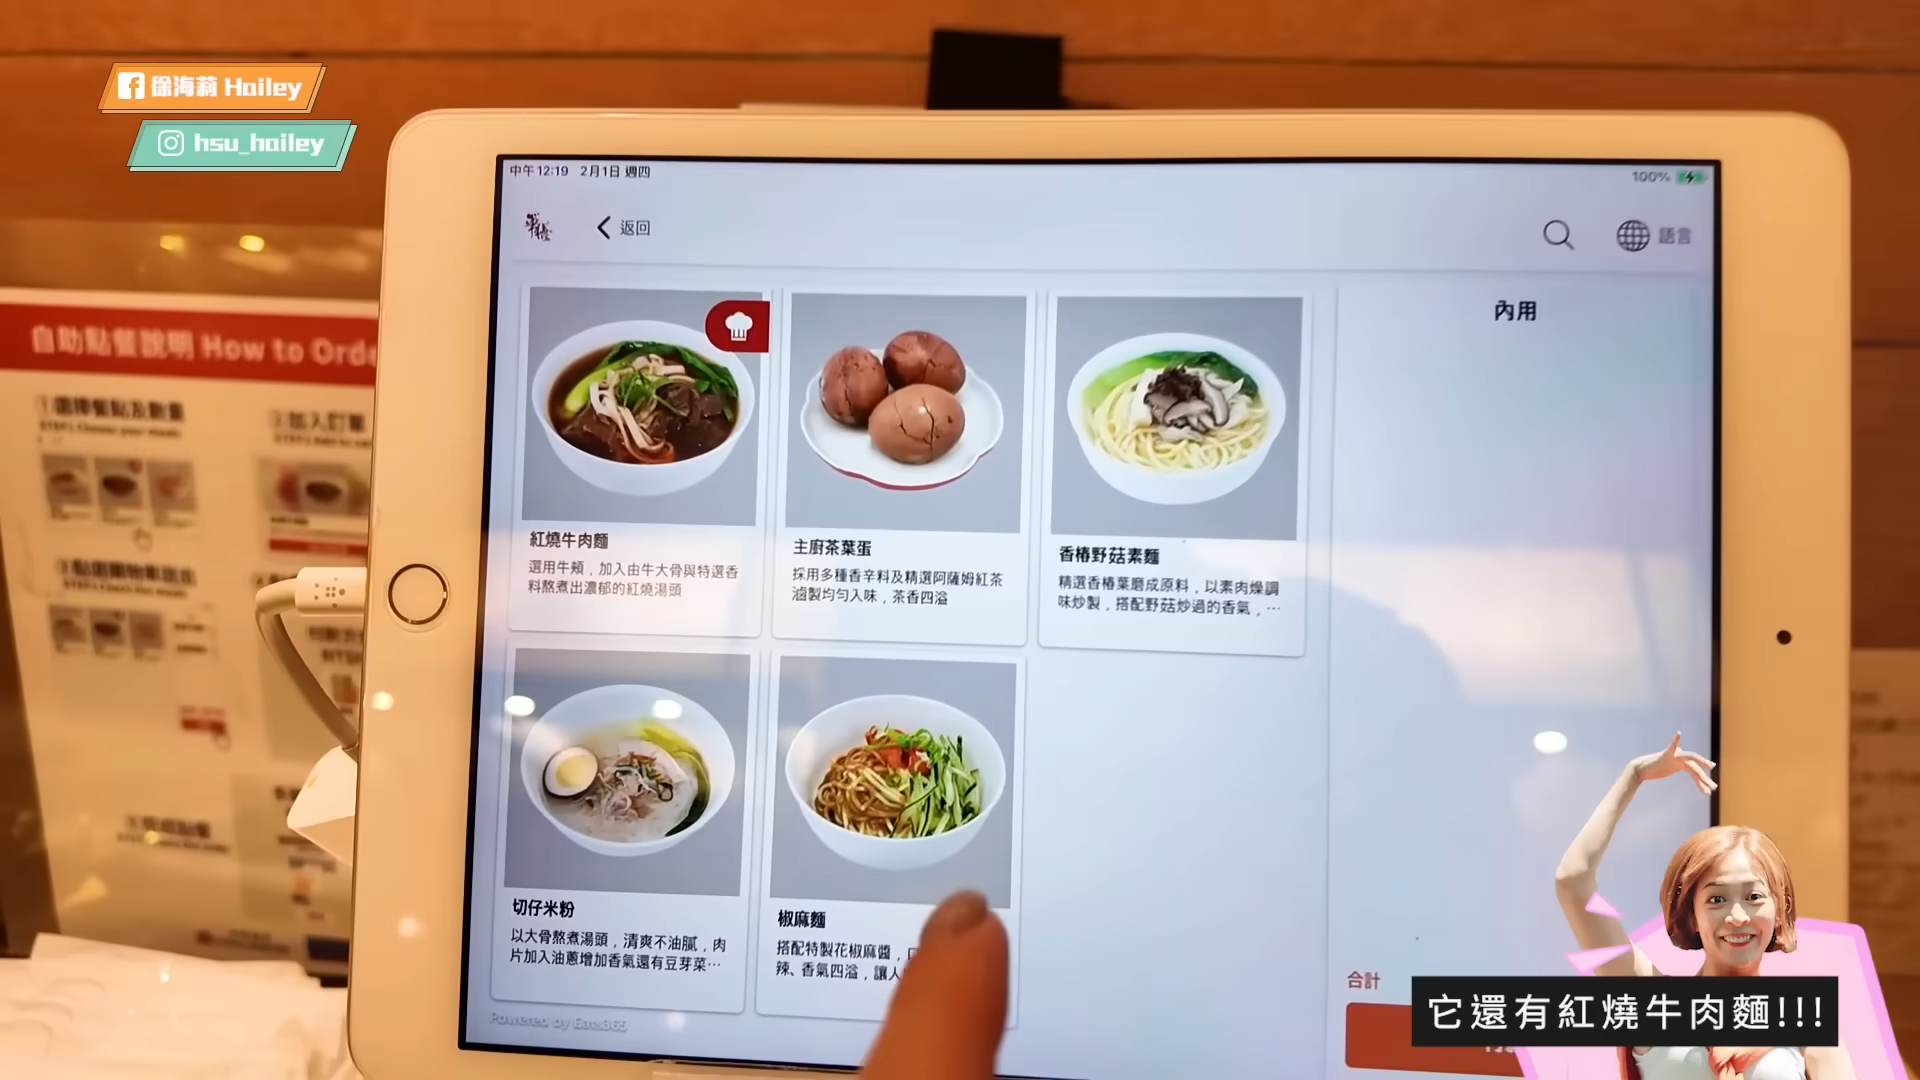 徐海莉 Hailey
hsu_hailey
中午12:19 2月1日 週四
100%
返回
語言
自助點餐說明 How to Orde
內用
紅燒牛肉麵
選用牛頰，加入由牛大骨與特選香
料熬煮出濃郁的紅燒湯頭
主廚茶葉蛋
採用多種香辛料及精選阿薩姆紅茶
滷製均勻入味，茶香四溢
香椿野菇素麵
精選香椿葉磨成原料，以素肉燥調
味炒製，搭配野菇炒過的香氣，…
切仔米粉
以大骨熬煮湯頭，清爽不油膩，肉
片加入油蔥增加香氣還有豆芽菜…
椒麻麵
搭配特製花椒麻醬，
辣、香氣四溢，讓人
Powered by Eats365
合計
它還有紅燒牛肉麵!!!